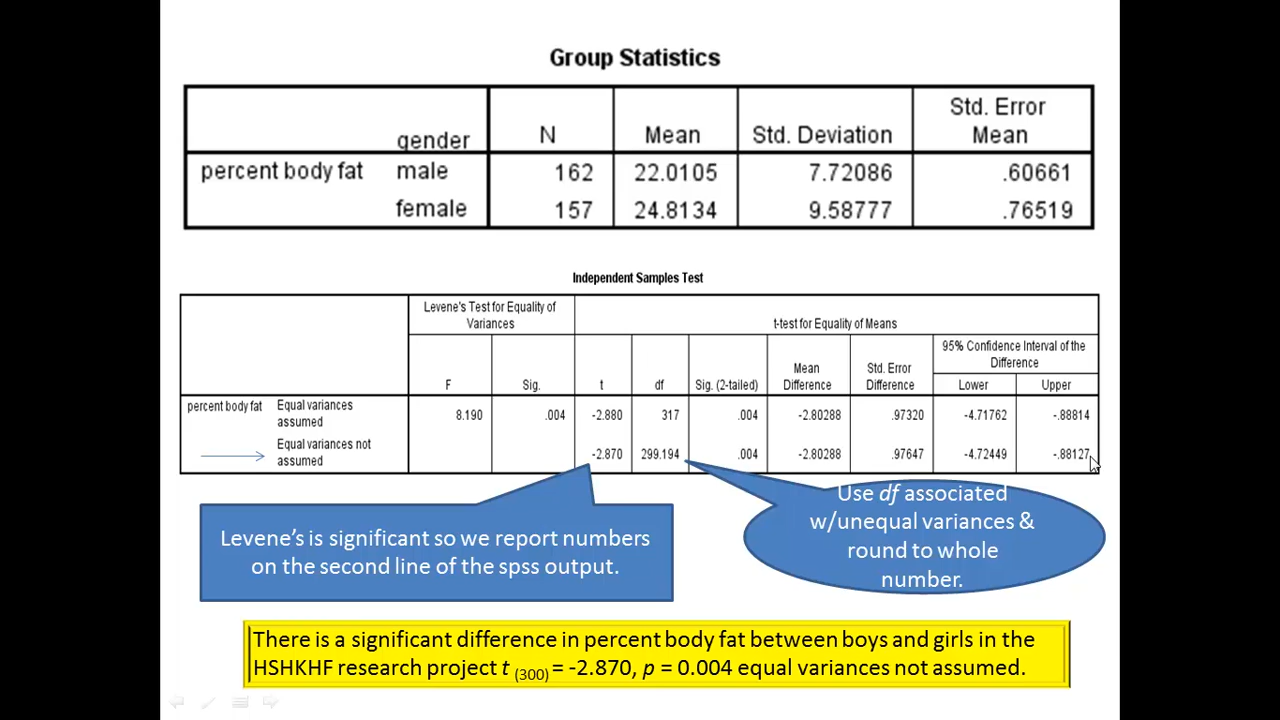 Group Statistics
gender N Mean Std. Deviation Std. Error Mean
percent body fat male 162 22.0105 7.72086 .60661
female 157 24.8134 9.58777 .76519
Independent Samples Test
Levene's Test for Equality of Variances t-test for Equality of Means
95% Confidence Interval of the Difference
F Sig. t df Sig. (2-tailed) Mean Difference Std. Error Difference Lower Upper
percent body fat Equal variances assumed 8.190 .004 -2.880 317 .004 -2.80288 .97320 -4.71762 -.88814
Equal variances not assumed -2.870 299.194 .004 -2.80288 .97647 -4.72449 -.88127
Levene's is significant so we report numbers
on the second line of the spss output.
Use df associated
w/unequal variances &
round to whole
number.
There is a significant difference in percent body fat between boys and girls in the
HSHKHF research project t (300) = -2.870, p = 0.004 equal variances not assumed.